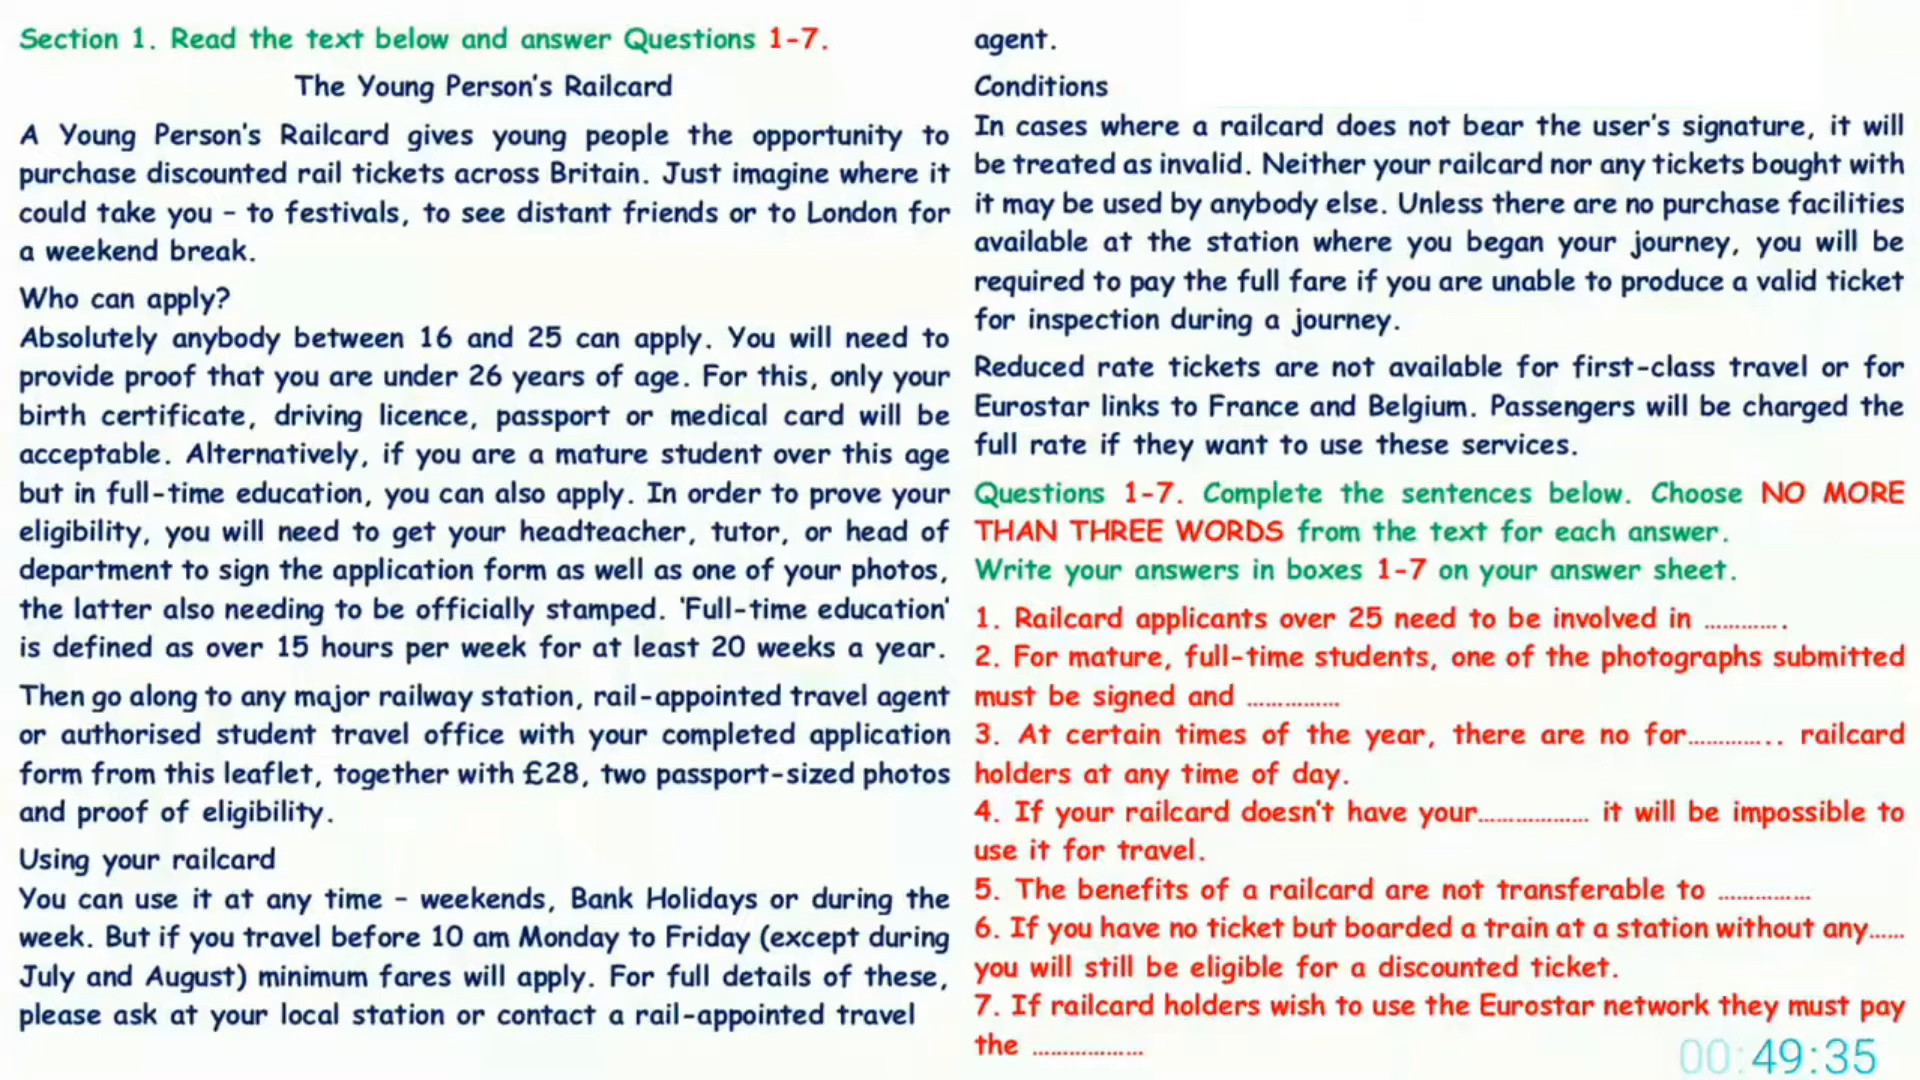 Section 1. Read the text below and answer Questions 1-7.
The Young Person's Railcard
A Young Person's Railcard gives young people the opportunity to
purchase discounted rail tickets across Britain. Just imagine where it
could take you – to festivals, to see distant friends or to London for
a weekend break.
Who can apply?
Absolutely anybody between 16 and 25 can apply. You will need to
provide proof that you are under 26 years of age. For this, only your
birth certificate, driving licence, passport or medical card will be
acceptable. Alternatively, if you are a mature student over this age
but in full-time education, you can also apply. In order to prove your
eligibility, you will need to get your headteacher, tutor, or head of
department to sign the application form as well as one of your photos,
the latter also needing to be officially stamped. 'Full-time education'
is defined as over 15 hours per week for at least 20 weeks a year.
Then go along to any major railway station, rail-appointed travel agent
or authorised student travel office with your completed application
form from this leaflet, together with £28, two passport-sized photos
and proof of eligibility.
Using your railcard
You can use it at any time – weekends, Bank Holidays or during the
week. But if you travel before 10 am Monday to Friday (except during
July and August) minimum fares will apply. For full details of these,
please ask at your local station or contact a rail-appointed travel
agent.
Conditions
In cases where a railcard does not bear the user's signature, it will
be treated as invalid. Neither your railcard nor any tickets bought with
it may be used by anybody else. Unless there are no purchase facilities
available at the station where you began your journey, you will be
required to pay the full fare if you are unable to produce a valid ticket
for inspection during a journey.
Reduced rate tickets are not available for first-class travel or for
Eurostar links to France and Belgium. Passengers will be charged the
full rate if they want to use these services.
Questions 1-7. Complete the sentences below. Choose NO MORE
THAN THREE WORDS from the text for each answer.
Write your answers in boxes 1-7 on your answer sheet.
1. Railcard applicants over 25 need to be involved in ............. .
2. For mature, full-time students, one of the photographs submitted
must be signed and ...............
3. At certain times of the year, there are no for.............. railcard
holders at any time of day.
4. If your railcard doesn't have your.................. it will be impossible to
use it for travel.
5. The benefits of a railcard are not transferable to ...............
6. If you have no ticket but boarded a train at a station without any......
you will still be eligible for a discounted ticket.
7. If railcard holders wish to use the Eurostar network they must pay
the ..................
00:49:35